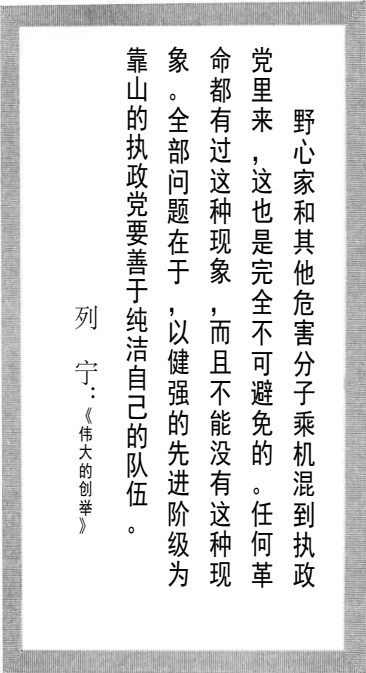 野心家和其他危害分子乘机混到执政
党里来，这也是完全不可避免的。任何革
命都有过这种现象，而且不能没有这种现
象。全部问题在于，以健强的先进阶级为
靠山的执政党要善于纯洁自己的队伍。
列宁：《伟大的创举》